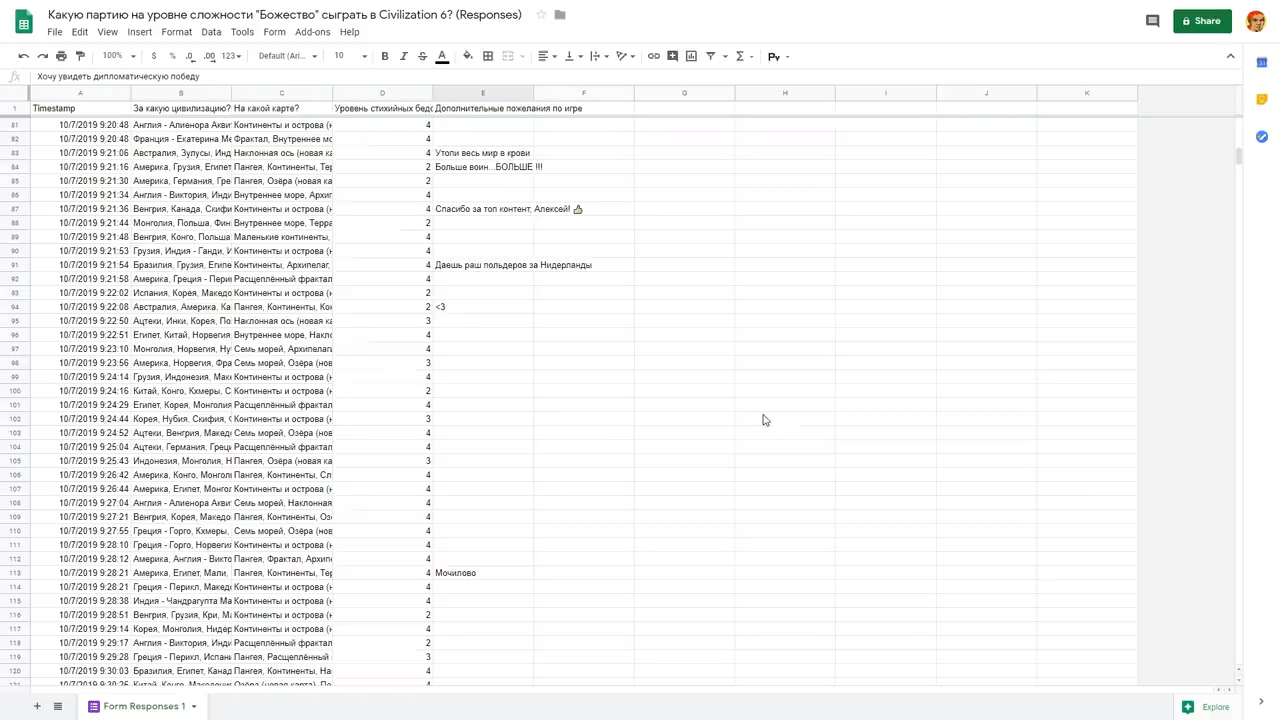 Какую партию на уровне сложности "Божество" сыграть в Civilization 6? (Responses)
File Edit View Insert Format Data Tools Form Add-ons Help
Share
100% $ % .0 .00 123 Default (Ari... 10 B I S A
Хочу увидеть дипломатическую победу
A B C D E F G H I J K
1 Timestamp За какую цивилизацию? На какой карте? Уровень стихийных бедс Дополнительные пожелания по игре
81 10/7/2019 9:20:48 Англия - Алиенора Акви Континенты и острова (н 4
82 10/7/2019 9:20:48 Франция - Екатерина Ме Фрактал, Внутреннее мо 4
83 10/7/2019 9:21:06 Австралия, Зулусы, Инд Наклонная ось (новая ка 4 Утопи весь мир в крови
84 10/7/2019 9:21:16 Америка, Грузия, Египет Пангея, Континенты, Тер 2 Больше воин...БОЛЬШЕ !!!
85 10/7/2019 9:21:30 Америка, Германия, Гре Пангея, Озёра (новая ка 2
86 10/7/2019 9:21:34 Англия - Виктория, Инди Внутреннее море, Архип 4
87 10/7/2019 9:21:36 Венгрия, Канада, Скифи Континенты и острова (н 4 Спасибо за топ контент, Алексей! 👍
88 10/7/2019 9:21:44 Монголия, Польша, Фин Внутреннее море, Терра 2
89 10/7/2019 9:21:48 Венгрия, Конго, Польша Маленькие континенты, 4
90 10/7/2019 9:21:53 Грузия, Индия - Ганди, И Континенты и острова (н 4
91 10/7/2019 9:21:54 Бразилия, Грузия, Египе Континенты, Архипелаг, 4 Даешь раш польдеров за Нидерланды
92 10/7/2019 9:21:58 Америка, Греция - Пери Расщеплённый фрактал 4
93 10/7/2019 9:22:02 Испания, Корея, Македо Континенты и острова (н 2
94 10/7/2019 9:22:08 Австралия, Америка, Ка Пангея, Континенты, Кон 2 <3
95 10/7/2019 9:22:50 Ацтеки, Инки, Корея, По Наклонная ось (новая ка 3
96 10/7/2019 9:22:51 Египет, Китай, Норвегия Внутреннее море, Накло 4
97 10/7/2019 9:23:10 Монголия, Норвегия, Ну Семь морей, Архипелаг 4
98 10/7/2019 9:23:56 Америка, Норвегия, Фра Семь морей, Озёра (нов 3
99 10/7/2019 9:24:14 Грузия, Индонезия, Мак Континенты и острова (н 4
100 10/7/2019 9:24:16 Китай, Конго, Кхмеры, С Континенты и острова (н 2
101 10/7/2019 9:24:29 Египет, Корея, Монголия Расщеплённый фрактал 4
102 10/7/2019 9:24:44 Корея, Нубия, Скифия, Континенты и острова (н 3
103 10/7/2019 9:24:52 Ацтеки, Венгрия, Македо Семь морей, Озёра (нов 4
104 10/7/2019 9:25:04 Ацтеки, Германия, Греци Расщеплённый фрактал 4
105 10/7/2019 9:25:43 Индонезия, Монголия, Н Пангея, Озёра (новая ка 3
106 10/7/2019 9:26:42 Америка, Конго, Монгол Пангея, Континенты, Сл 4
107 10/7/2019 9:26:44 Америка, Египет, Монгол Континенты и острова (н 4
108 10/7/2019 9:27:04 Англия - Алиенора Акви Семь морей, Наклонная 4
109 10/7/2019 9:27:21 Венгрия, Корея, Македо Пангея, Континенты, Озё 4
110 10/7/2019 9:27:55 Греция - Горго, Кхмеры, Семь морей, Озёра (нов 4
111 10/7/2019 9:28:10 Греция - Горго, Норвегия Континенты и острова (н 4
112 10/7/2019 9:28:12 Америка, Англия - Викто Пангея, Фрактал, Архип 4
113 10/7/2019 9:28:21 Америка, Египет, Мали, Пангея, Континенты, Тер 4 Мочилово
114 10/7/2019 9:28:21 Греция - Перикл, Македо Континенты и острова (н 4
115 10/7/2019 9:28:38 Индия - Чандрагупта Ма Континенты и острова (н 4
116 10/7/2019 9:28:51 Венгрия, Грузия, Кри, Ма Континенты и острова (н 2
117 10/7/2019 9:29:14 Корея, Монголия, Нидер Континенты и острова (н 4
118 10/7/2019 9:29:17 Англия - Виктория, Инди Расщеплённый фрактал 2
119 10/7/2019 9:29:28 Греция - Перикл, Испани Пангея, Расщеплённый 3
120 10/7/2019 9:30:03 Бразилия, Египет, Канад Пангея, Континенты, На 4
Form Responses 1
Explore